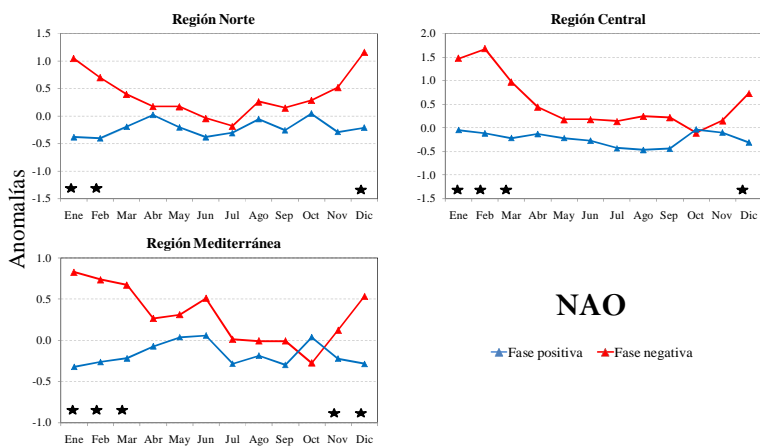 Región Norte
1.5
1.0
0.5
0.0
-0.5
-1.0
-1.5
Ene Feb Mar Abr May Jun Jul Ago Sep Oct Nov Dic
Región Central
2.0
1.5
1.0
0.5
0.0
-0.5
-1.0
-1.5
Ene Feb Mar Abr May Jun Jul Ago Sep Oct Nov Dic
Anomalías
Región Mediterránea
1.0
0.5
0.0
-0.5
-1.0
Ene Feb Mar Abr May Jun Jul Ago Sep Oct Nov Dic
NAO
Fase positiva Fase negativa